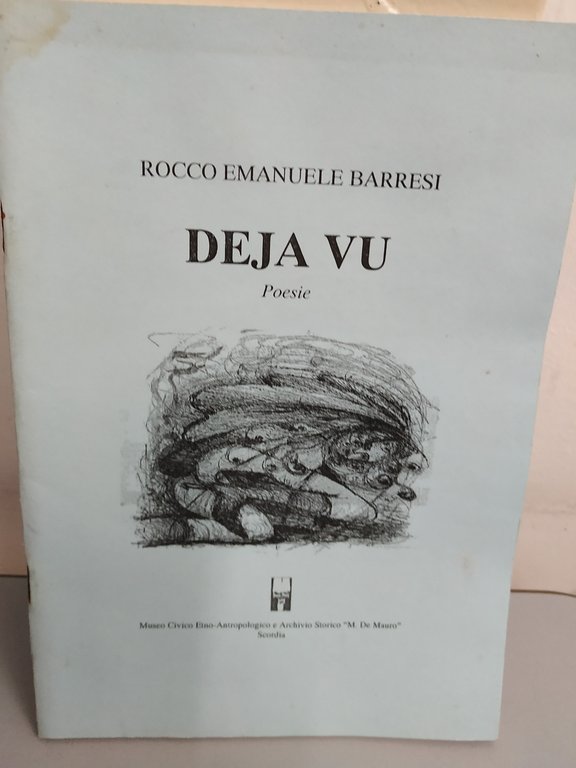 ROCCO EMANUELE BARRESI
DEJA VU
Poesie
Museo Civico Etno-Antropologico e Archivio Storico "M. De Mauro"
Scordia